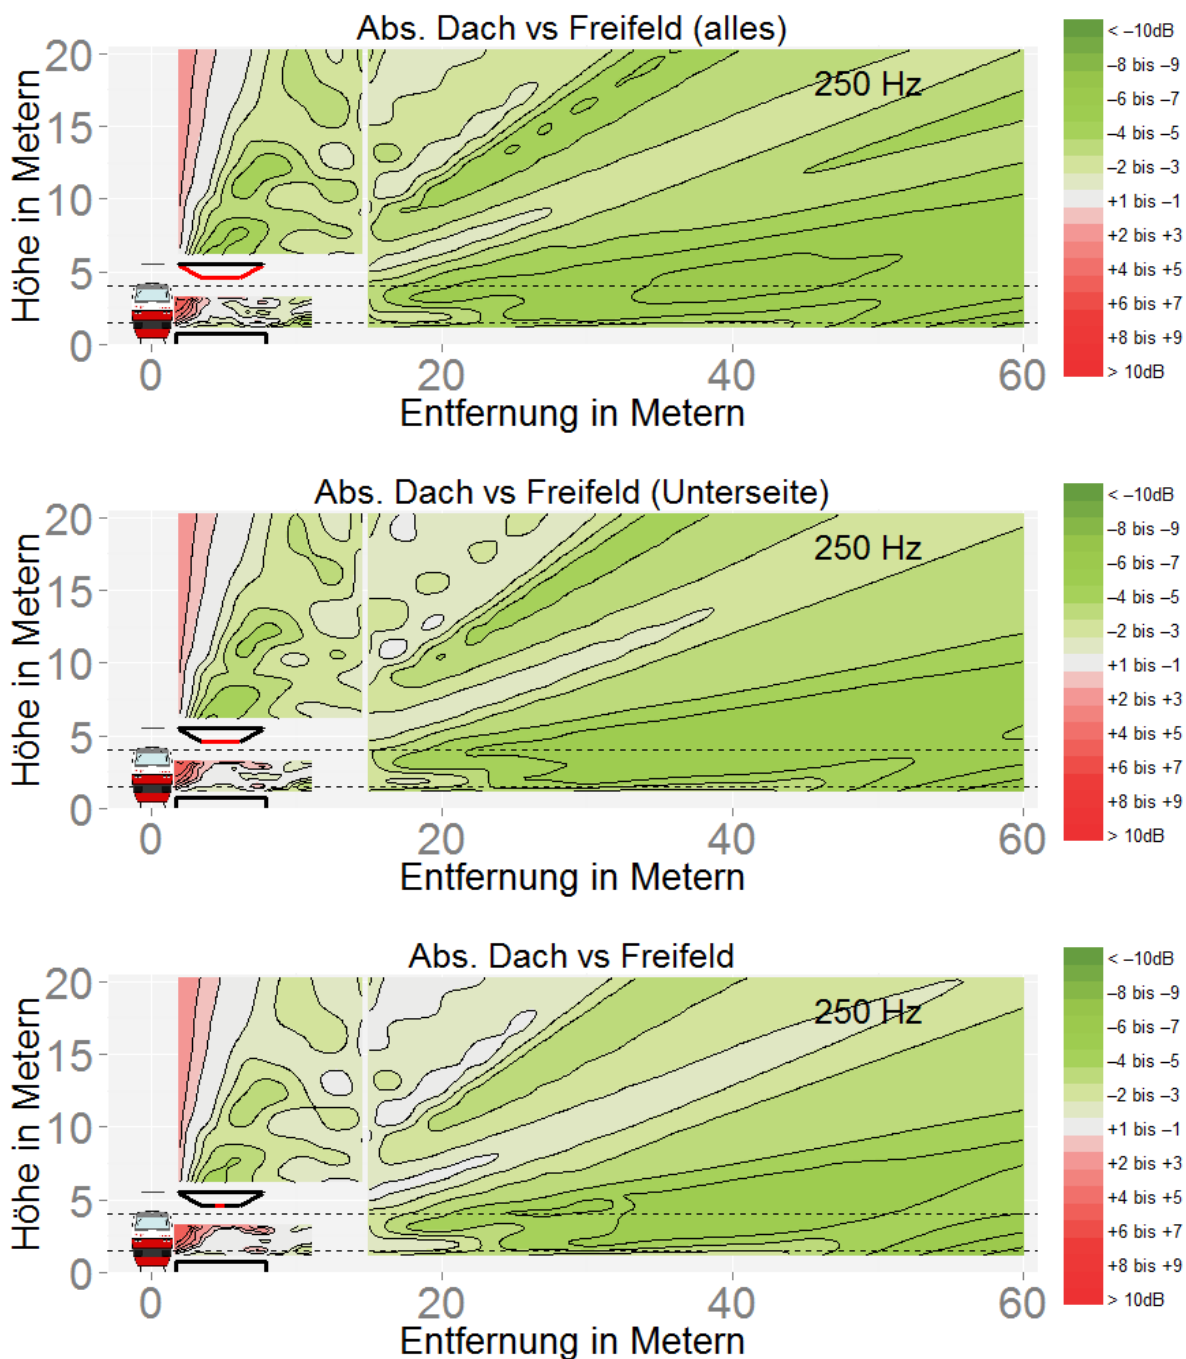 Abs. Dach vs Freifeld (alles)
Höhe in Metern
20
15
10
5
0
250 Hz
0 20 40 60
Entfernung in Metern
< –10dB
–8 bis –9
–6 bis –7
–4 bis –5
–2 bis –3
+1 bis –1
+2 bis +3
+4 bis +5
+6 bis +7
+8 bis +9
> 10dB
Abs. Dach vs Freifeld (Unterseite)
Höhe in Metern
20
15
10
5
0
250 Hz
0 20 40 60
Entfernung in Metern
< –10dB
–8 bis –9
–6 bis –7
–4 bis –5
–2 bis –3
+1 bis –1
+2 bis +3
+4 bis +5
+6 bis +7
+8 bis +9
> 10dB
Abs. Dach vs Freifeld
Höhe in Metern
20
15
10
5
0
250 Hz
0 20 40 60
Entfernung in Metern
< –10dB
–8 bis –9
–6 bis –7
–4 bis –5
–2 bis –3
+1 bis –1
+2 bis +3
+4 bis +5
+6 bis +7
+8 bis +9
> 10dB